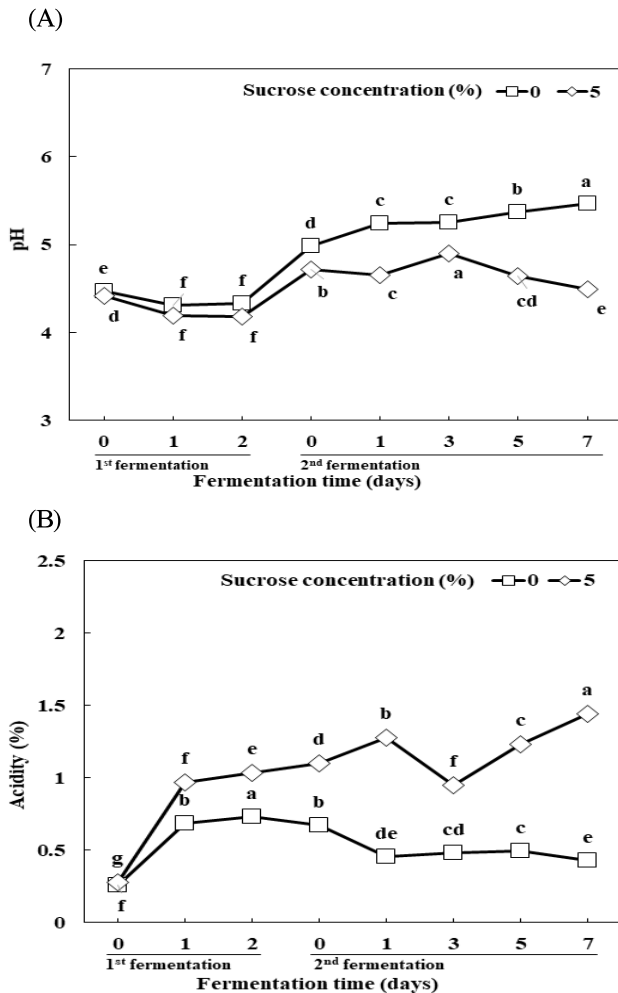 (A)
7
Sucrose concentration (%) 0 5
6
pH
a
b
c c
d
5
e f f
b c a cd e
d f f
4
3
0 1 2 0 1 3 5 7
1st fermentation 2nd fermentation
Fermentation time (days)
(B)
2.5
Sucrose concentration (%) 0 5
2
Acidity (%)
1.5
a
b c
d
f e f
1
b a b
de cd c e
0.5
g
f
0
0 1 2 0 1 3 5 7
1st fermentation 2nd fermentation
Fermentation time (days)